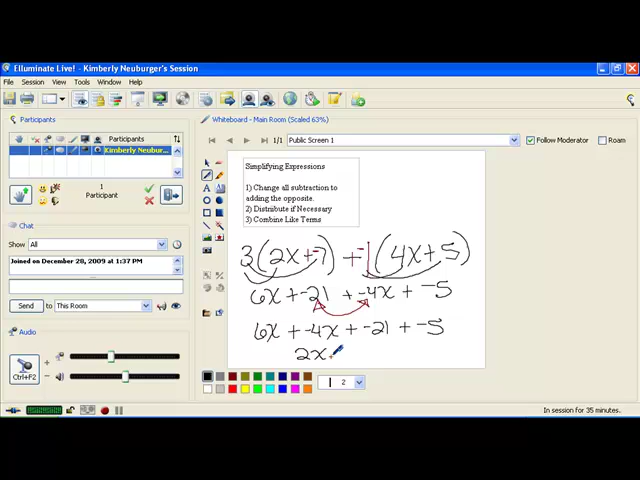 Elluminate Live! - Kimberly Neuburger's Session
File Session View Tools Window Help
Participants
Participants
Kimberly Neubur...
1
Participant
Chat
Show All
Joined on December 28, 2009 at 1:37 PM
Send to This Room
Audio
Ctrl+F2
Whiteboard - Main Room (Scaled 63%)
1/1 Public Screen 1 Follow Moderator Roam
Simplifying Expressions
1) Change all subtraction to
adding the opposite.
2) Distribute if Necessary
3) Combine Like Terms
3(2x+-7) +-1(4x+5)
6x + -21 + -4x + -5
6x + -4x + -21 + -5
2x
2
In session for 35 minutes.